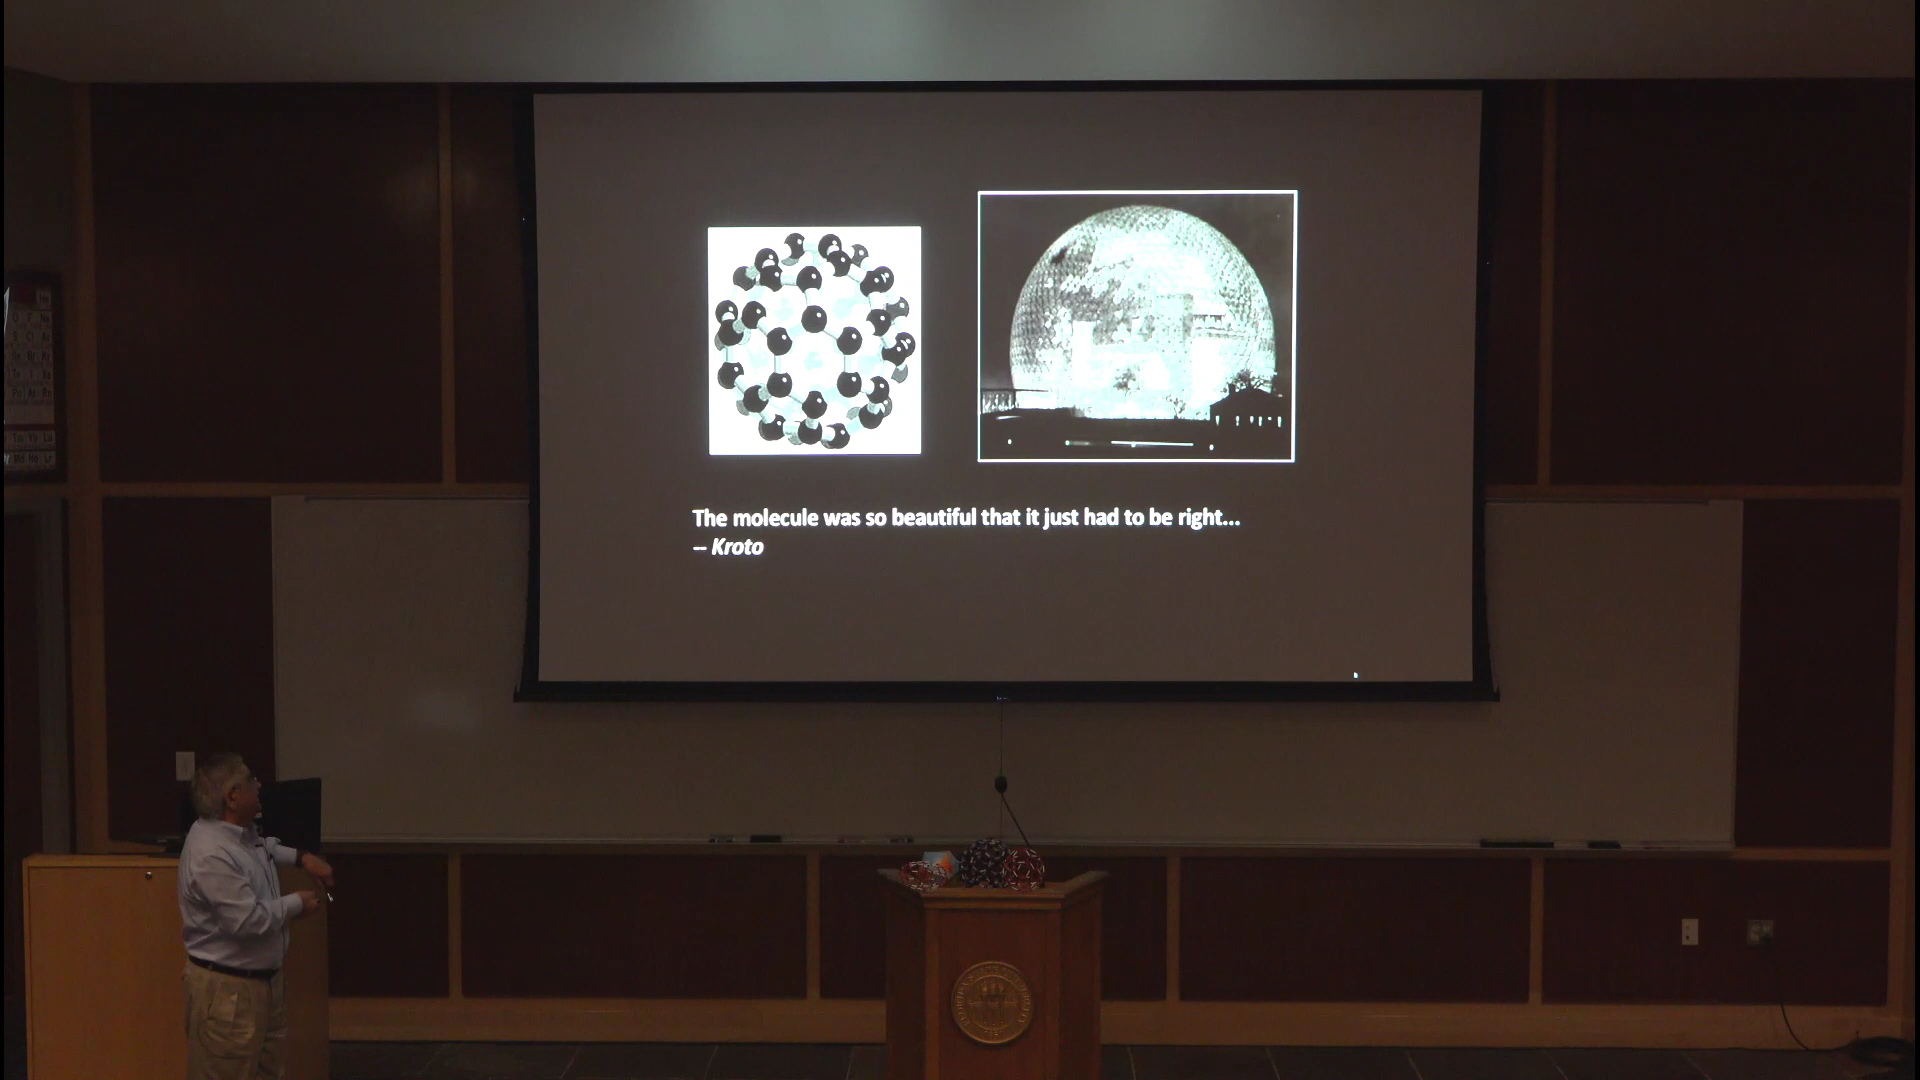 The molecule was so beautiful that it just had to be right...
-- Kroto